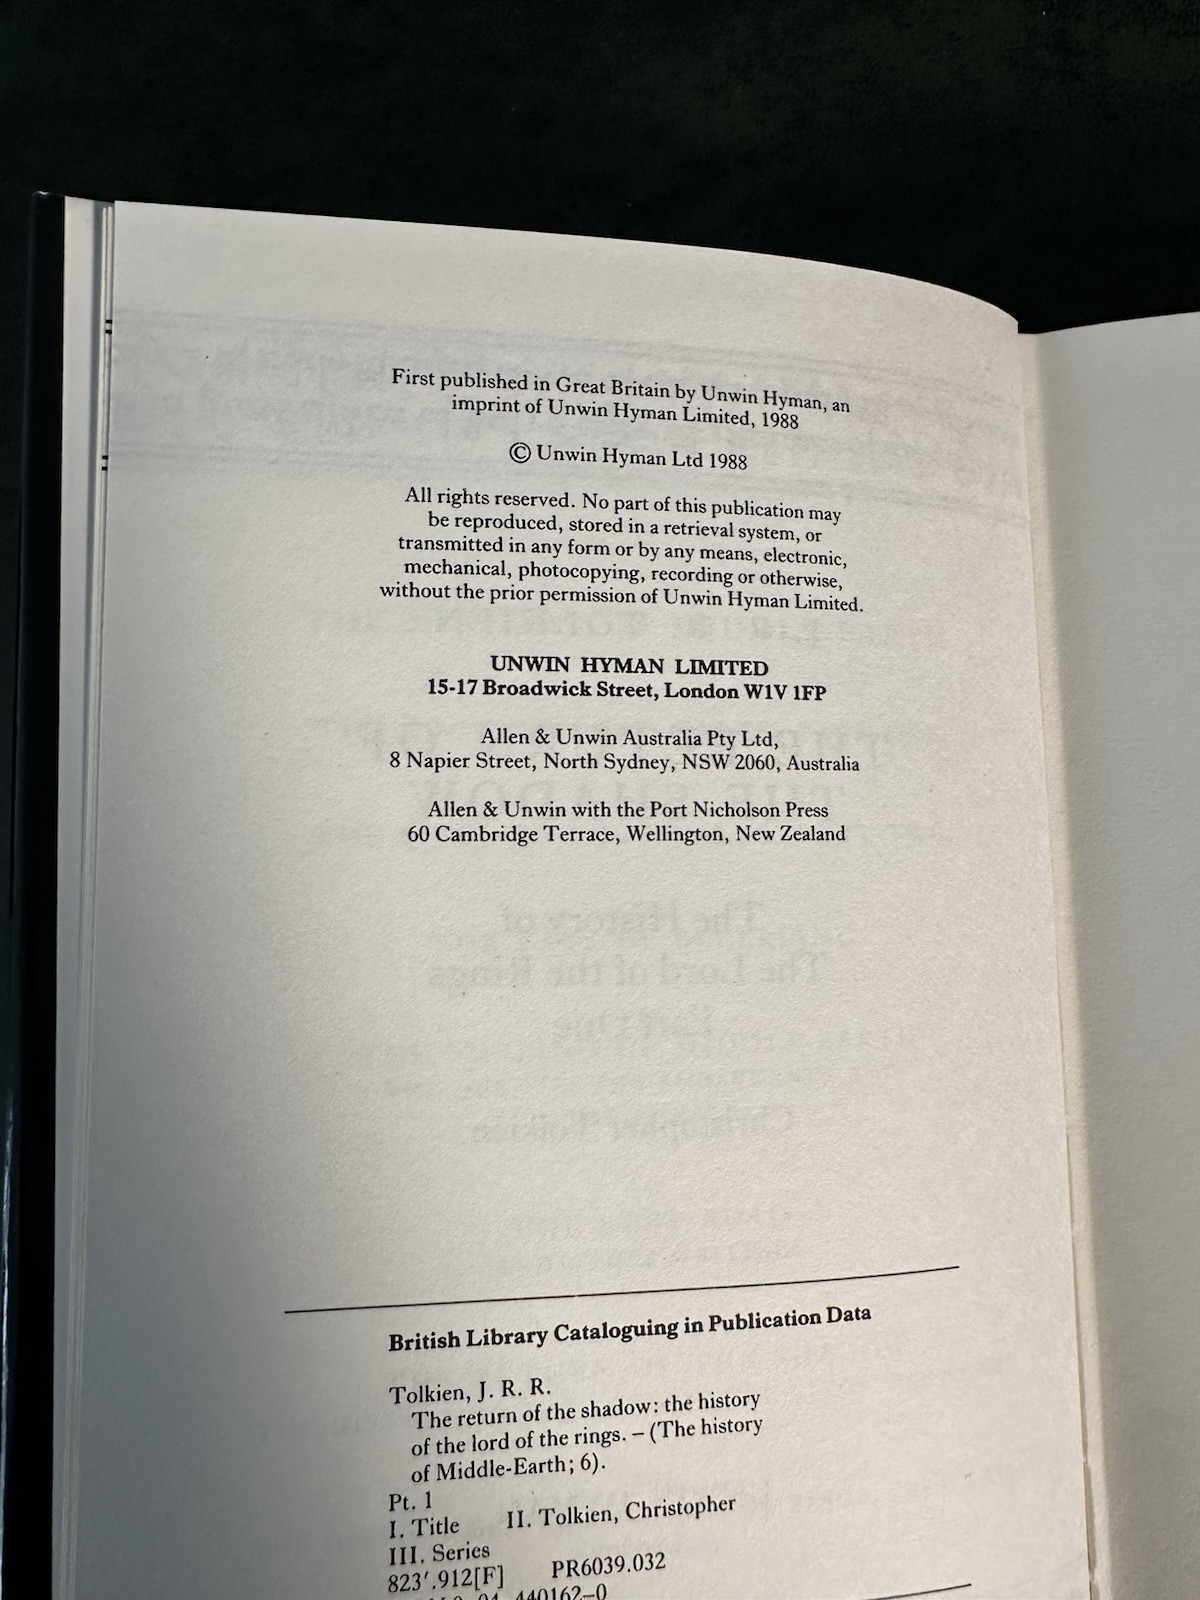 First published in Great Britain by Unwin Hyman, an
imprint of Unwin Hyman Limited, 1988
© Unwin Hyman Ltd 1988
All rights reserved. No part of this publication may
be reproduced, stored in a retrieval system, or
transmitted in any form or by any means, electronic,
mechanical, photocopying, recording or otherwise,
without the prior permission of Unwin Hyman Limited.
UNWIN HYMAN LIMITED
15-17 Broadwick Street, London W1V 1FP
Allen & Unwin Australia Pty Ltd,
8 Napier Street, North Sydney, NSW 2060, Australia
Allen & Unwin with the Port Nicholson Press
60 Cambridge Terrace, Wellington, New Zealand
British Library Cataloguing in Publication Data
Tolkien, J. R. R.
The return of the shadow: the history
of the lord of the rings. – (The history
of Middle-Earth; 6).
Pt. 1
I. Title II. Tolkien, Christopher
III. Series
823′.912[F] PR6039.032
440162–0